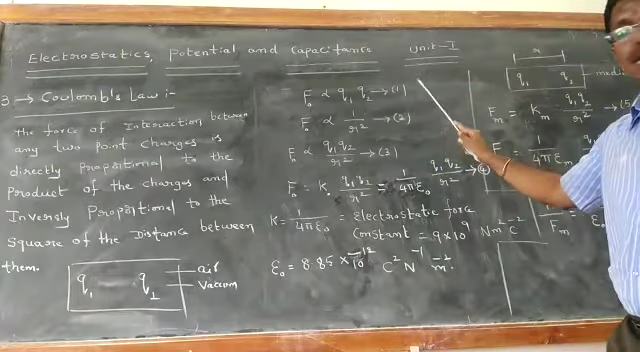 Electrostatics, Potential and Capacitance Unit-I
3 → Coulomb's Law :-
The force of Interaction between
any two point charges is
directly Propotional to the
Product of the charges and
Inversly Propotional to the
Square of the Distance between
them.
q₁ q₂
air
Vaccum
F₀ ∝ q₁ q₂ → (1)
F₀ ∝ 1/r² → (2)
F₀ ∝ q₁q₂/r² → (3)
F₀ = K₀ q₁q₂/r² = 1/4πε₀ q₁q₂/r² → (4)
K = 1/4πε₀ = Electrostatic force
Constant = 9×10⁹ Nm²C⁻²
ε₀ = 8.85 × 10⁻¹² C² N⁻¹ m⁻².
r
q₁ q₂
Fₘ = Kₘ q₁q₂/r² → (5)
1/4πεₘ
Fₘ